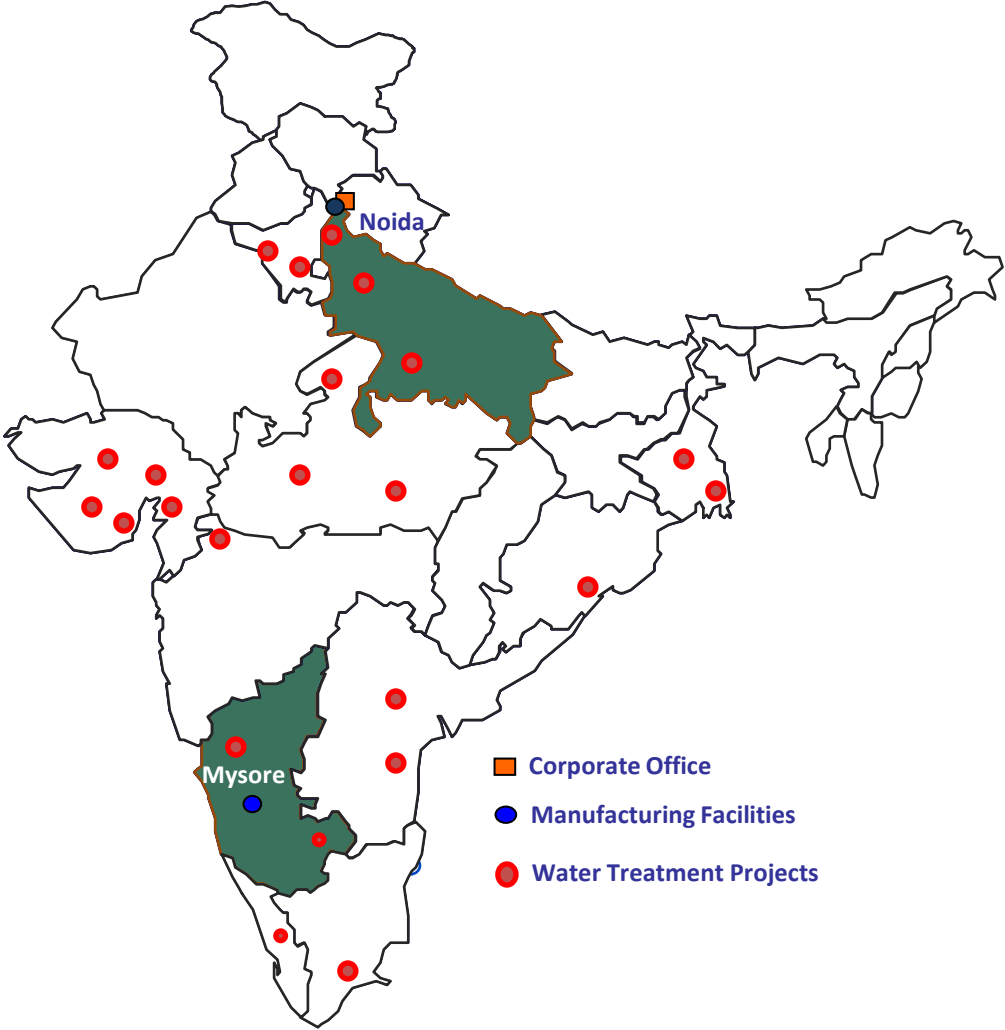 Noida
Mysore
Corporate Office
Manufacturing Facilities
Water Treatment Projects